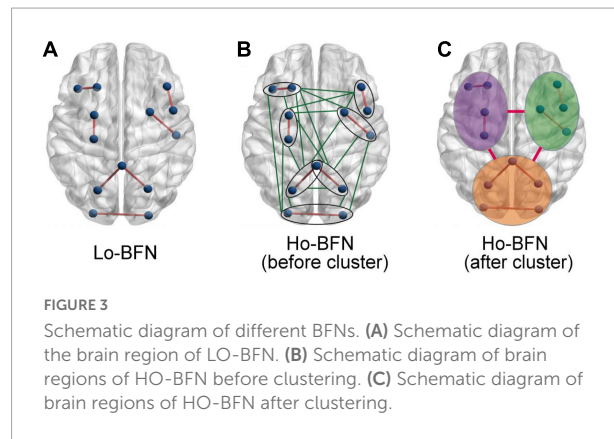 A
B
C
Lo-BFN
Ho-BFN
(before cluster)
Ho-BFN
(after cluster)
FIGURE 3
Schematic diagram of different BFNs. (A) Schematic diagram of
the brain region of LO-BFN. (B) Schematic diagram of brain
regions of HO-BFN before clustering. (C) Schematic diagram of
brain regions of HO-BFN after clustering.